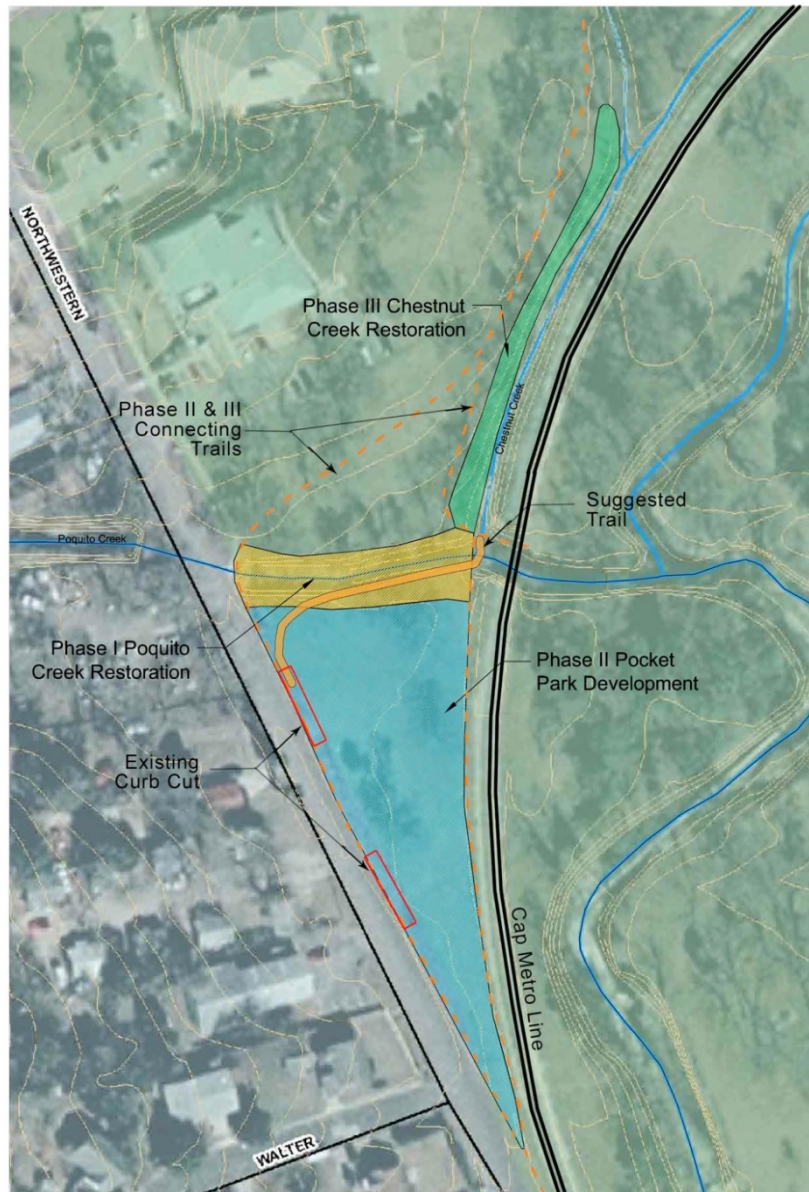 NORTHWESTERN
Phase III Chestnut
Creek Restoration
Phase II & III
Connecting
Trails
Chestnut Creek
Suggested
Trail
Poquito Creek
Phase I Poquito
Creek Restoration
Phase II Pocket
Park Development
Existing
Curb Cut
Cap Metro Line
WALTER